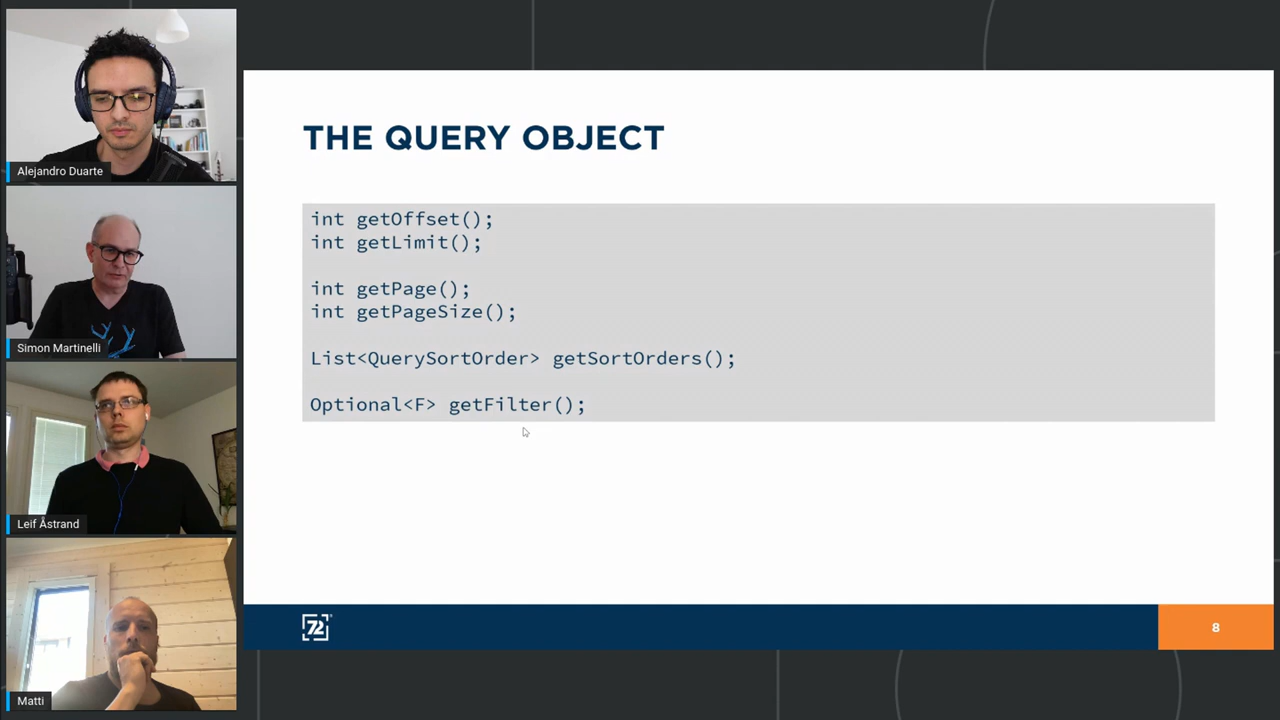 Alejandro Duarte
Simon Martinelli
Leif Åstrand
Matti
THE QUERY OBJECT
int getOffset();
int getLimit();
int getPage();
int getPageSize();
List<QuerySortOrder> getSortOrders();
Optional<F> getFilter();
72
8